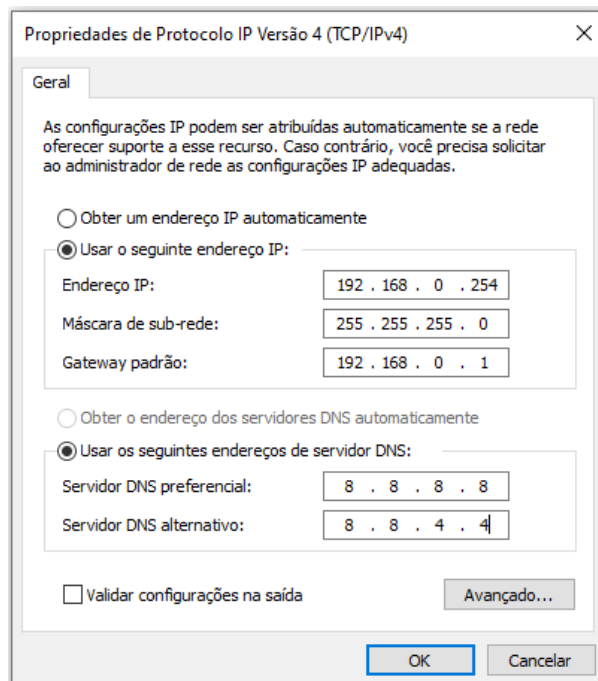 Propriedades de Protocolo IP Versão 4 (TCP/IPv4)
Geral
As configurações IP podem ser atribuídas automaticamente se a rede
oferecer suporte a esse recurso. Caso contrário, você precisa solicitar
ao administrador de rede as configurações IP adequadas.
Obter um endereço IP automaticamente
Usar o seguinte endereço IP:
Endereço IP: 192 . 168 . 0 . 254
Máscara de sub-rede: 255 . 255 . 255 . 0
Gateway padrão: 192 . 168 . 0 . 1
Obter o endereço dos servidores DNS automaticamente
Usar os seguintes endereços de servidor DNS:
Servidor DNS preferencial: 8 . 8 . 8 . 8
Servidor DNS alternativo: 8 . 8 . 4 . 4
Validar configurações na saída Avançado...
OK Cancelar